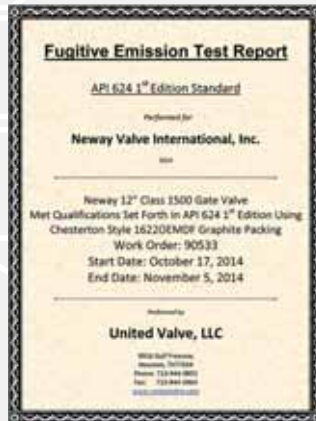 Fugitive Emission Test Report
API 624 1st Edition Standard
Performed for
Neway Valve International, Inc.
Neway 12" Class 1500 Gate Valve
Met Qualifications Set Forth in API 624 1st Edition Using
Chesterton Style 1622OEMDF Graphite Packing
Work Order: 90533
Start Date: October 17, 2014
End Date: November 5, 2014
Performed by
United Valve, LLC